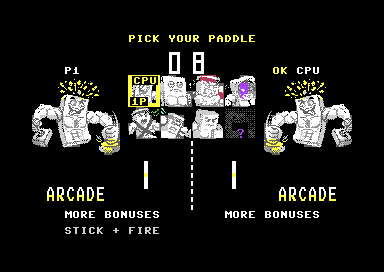 PICK YOUR PADDLE
08
P1
OK CPU
CPU
1P
?
ARCADE
ARCADE
MORE BONUSES
MORE BONUSES
STICK + FIRE